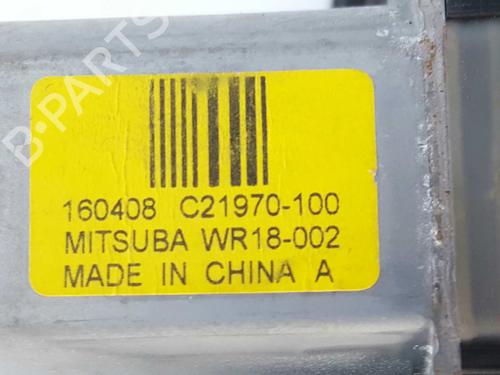 B-PARTS
160408 C21970-100
MITSUBA WR18-002
MADE IN CHINA A